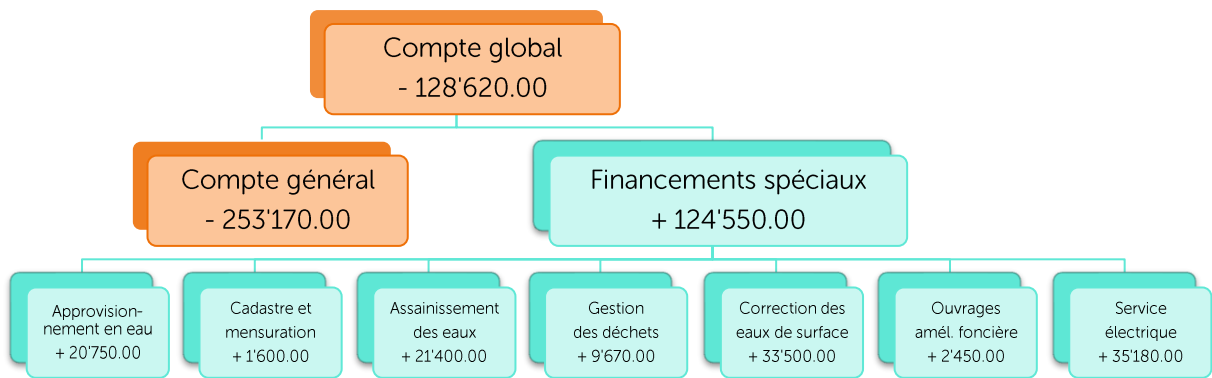 Compte global
- 128'620.00
Compte général
- 253'170.00
Financements spéciaux
+ 124'550.00
Approvision-
nement en eau
+ 20'750.00
Cadastre et
mensuration
+ 1'600.00
Assainissement
des eaux
+ 21'400.00
Gestion
des déchets
+ 9'670.00
Correction des
eaux de surface
+ 33'500.00
Ouvrages
amél. foncière
+ 2'450.00
Service
électrique
+ 35'180.00